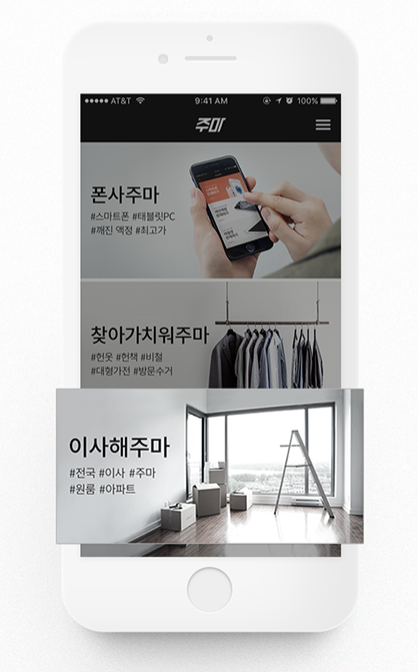 AT&T
9:41 AM
100%
주마
폰사주마
#스마트폰 #태블릿PC
#깨진 액정 #최고가
찾아가치워주마
#헌옷 #헌책 #비철
#대형가전 #방문수거
이사해주마
#전국 #이사 #주마
#원룸 #아파트